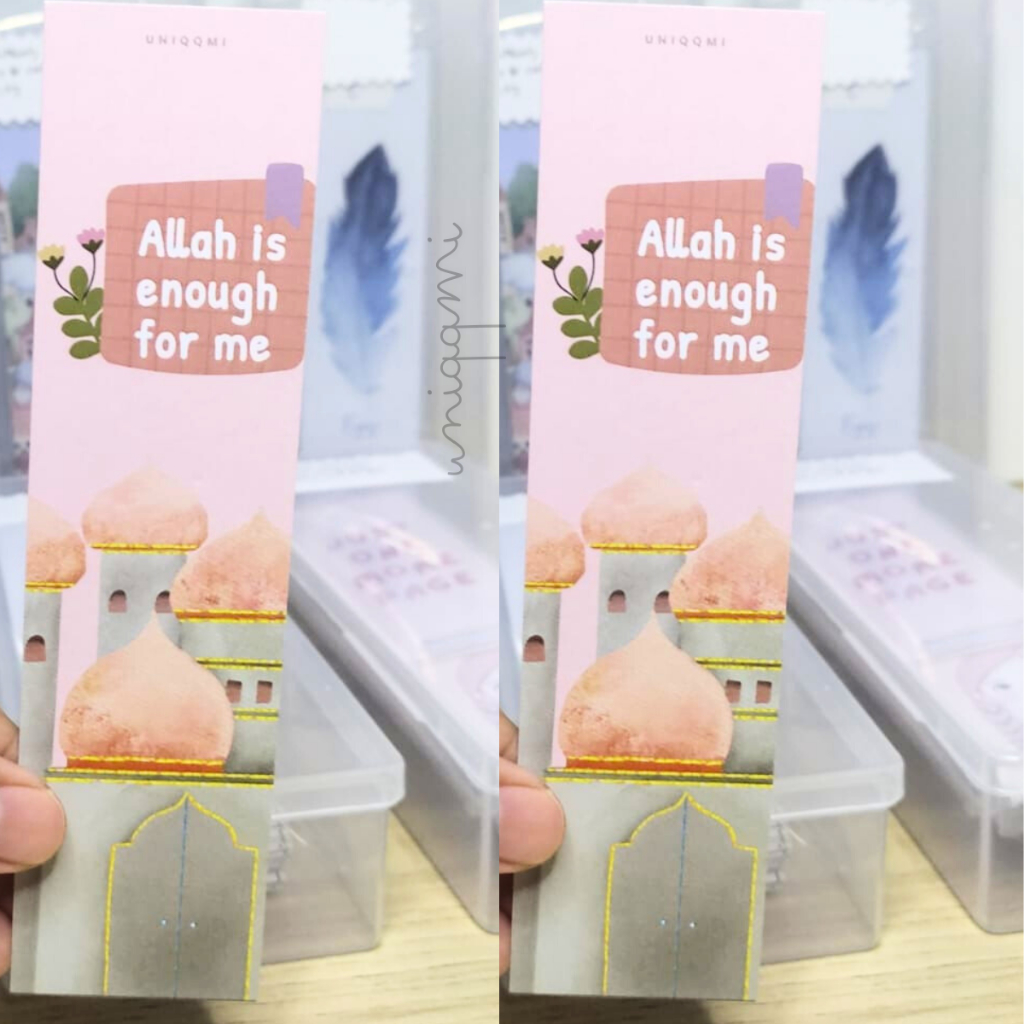 UNIQQMI
Allah is
enough
for me
uniqqmi
UNIQQMI
Allah is
enough
for me